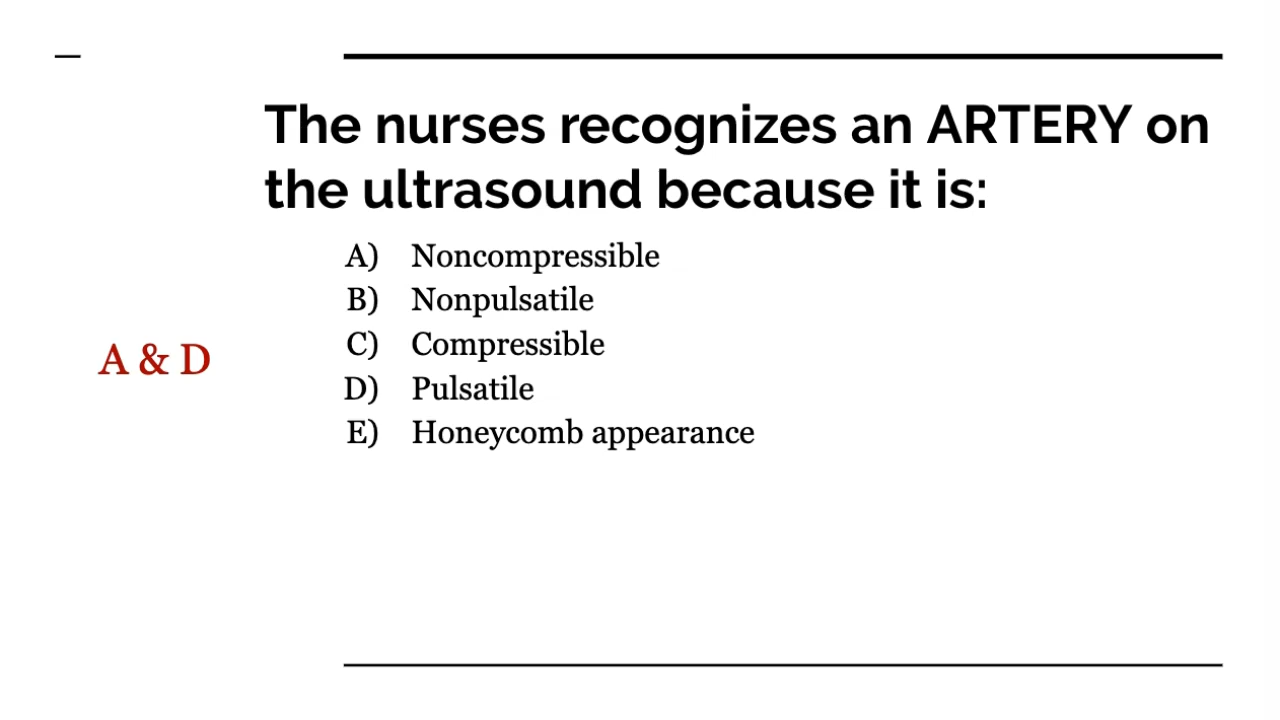 The nurses recognizes an ARTERY on
the ultrasound because it is:
A) Noncompressible
B) Nonpulsatile
C) Compressible
A & D
D) Pulsatile
E) Honeycomb appearance